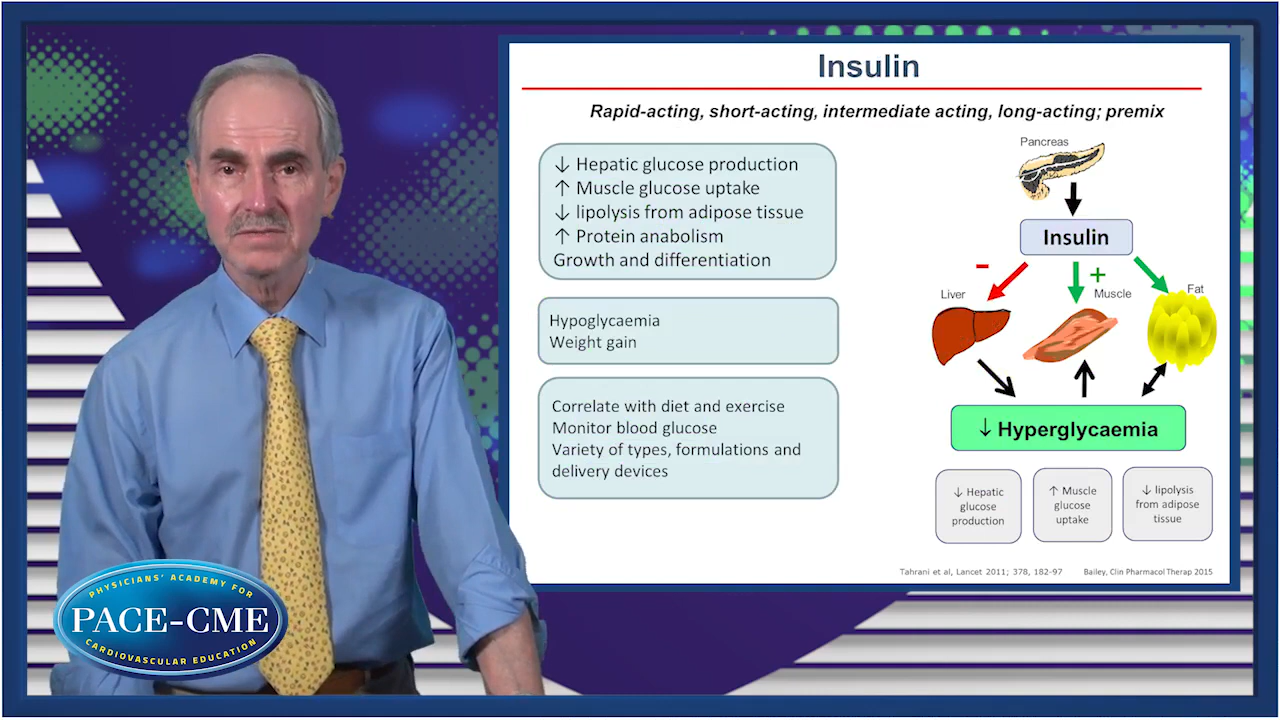 Insulin
Rapid-acting, short-acting, intermediate acting, long-acting; premix
↓ Hepatic glucose production
↑ Muscle glucose uptake
↓ lipolysis from adipose tissue
↑ Protein anabolism
Growth and differentiation
Hypoglycaemia
Weight gain
Correlate with diet and exercise
Monitor blood glucose
Variety of types, formulations and
delivery devices
Pancreas
Insulin
−
+
Liver
Muscle
Fat
↓ Hyperglycaemia
↓ Hepatic
glucose
production
↑ Muscle
glucose
uptake
↓ lipolysis
from adipose
tissue
Tahrani et al, Lancet 2011; 378, 182-97
Bailey, Clin Pharmacol Therap 2015
PHYSICIANS' ACADEMY FOR
PACE-CME
CARDIOVASCULAR EDUCATION